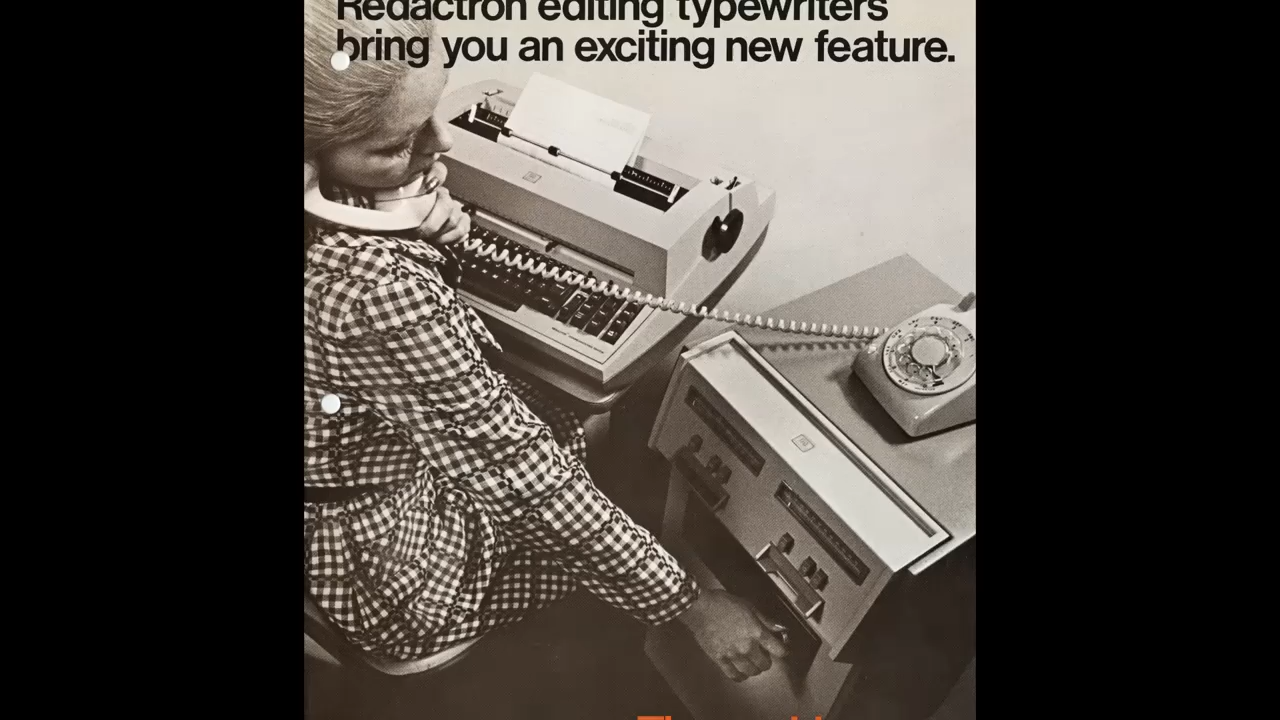 Redactron editing typewriters
bring you an exciting new feature.